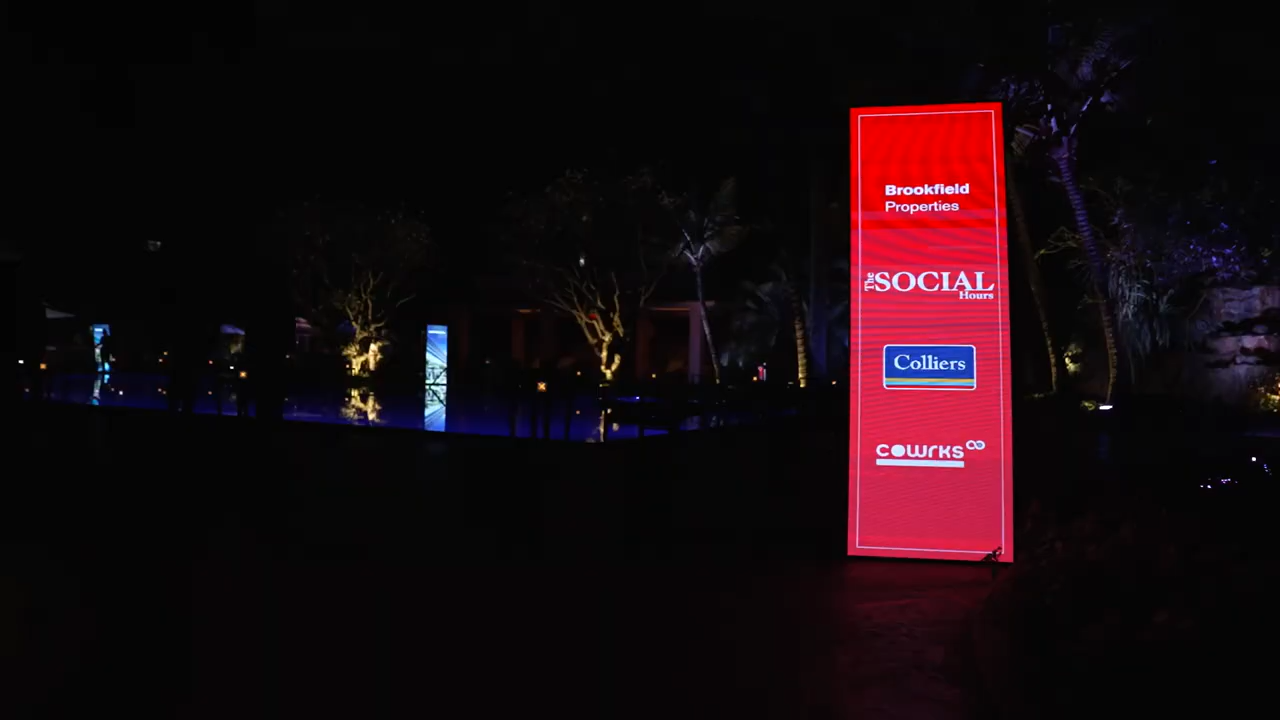 Brookfield
Properties
The SOCIAL
Hours
Colliers
COWRKS